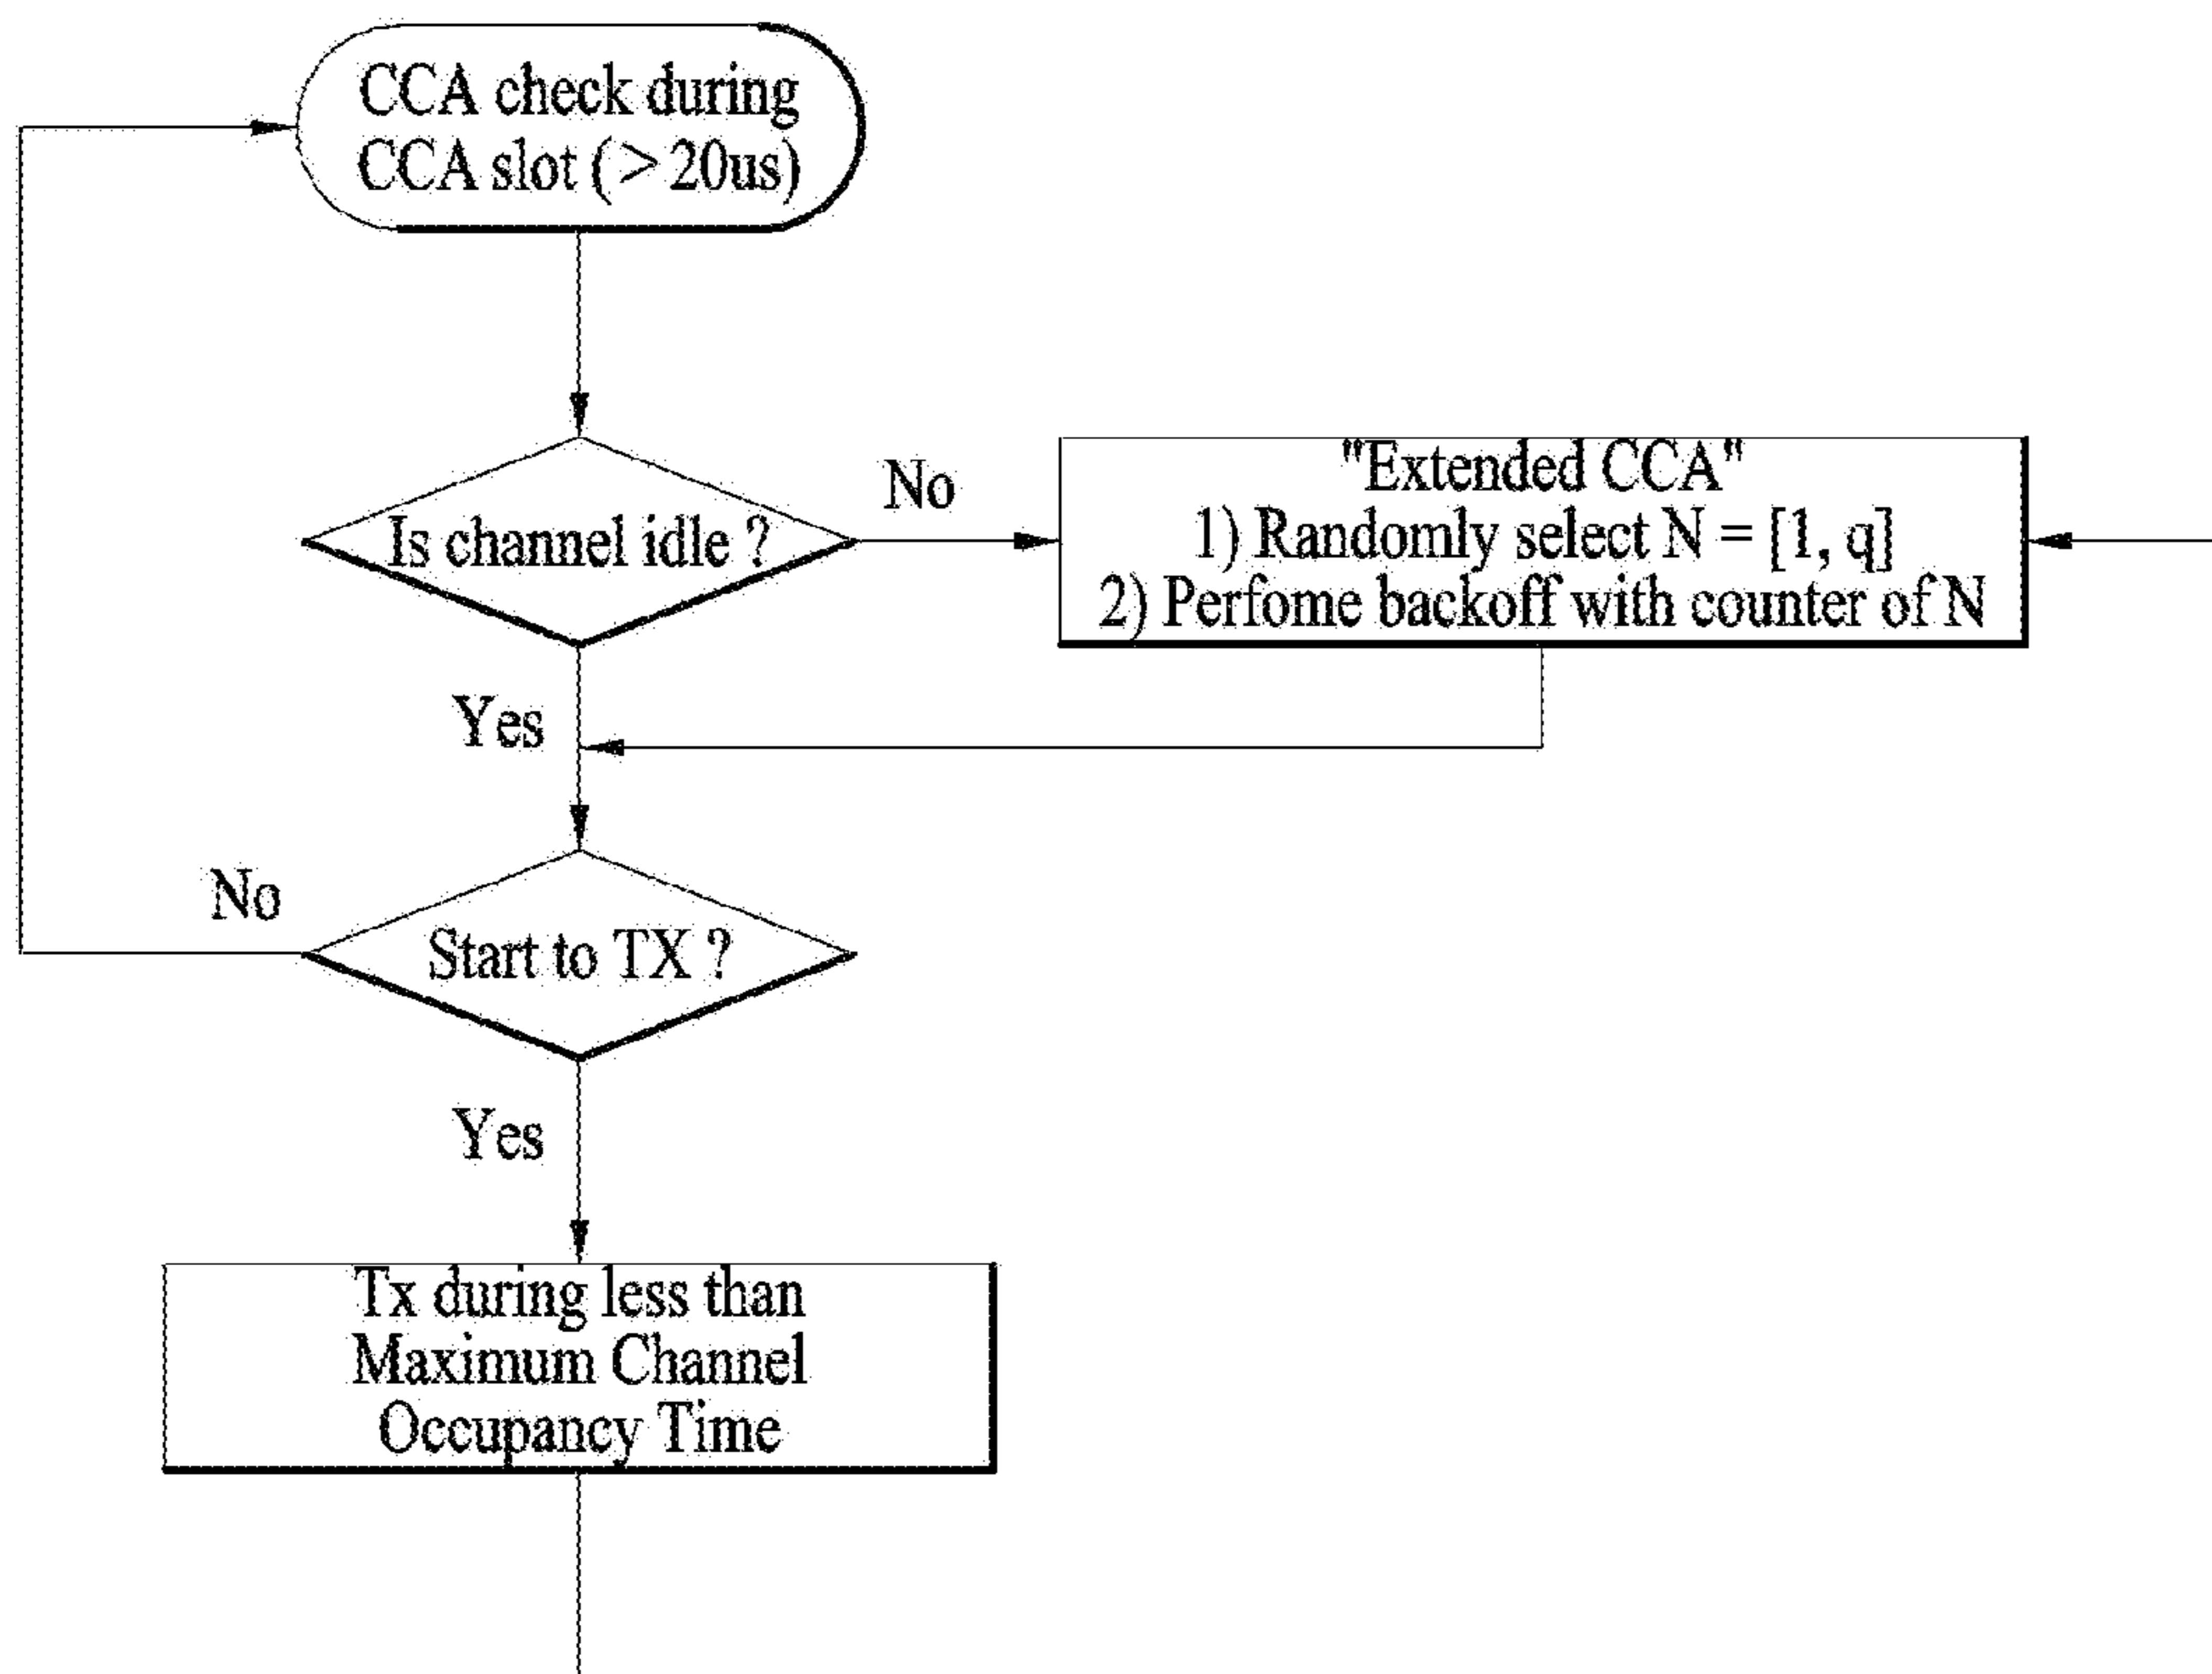 CCA check during
CCA slot (> 20us)
Is channel idle ?
No
"Extended CCA"
1) Randomly select N = [1, q]
2) Perfome backoff with counter of N
Yes
No
Start to TX ?
Yes
Tx during less than
Maximum Channel
Occupancy Time